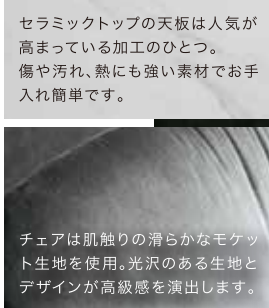 セラミックトップの天板は人気が
高まっている加工のひとつ。
傷や汚れ、熱にも強い素材でお手
入れ簡単です。
チェアは肌触りの滑らかなモケッ
ト生地を使用。光沢のある生地と
デザインが高級感を演出します。